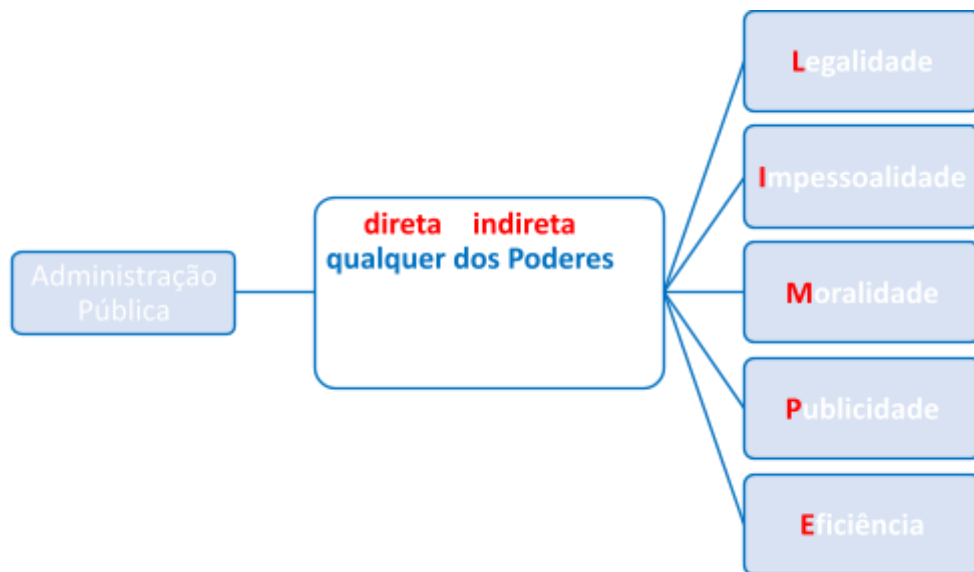 Administração
Pública
direta indireta
qualquer dos Poderes
Legalidade
Impessoalidade
Moralidade
Publicidade
Eficiência